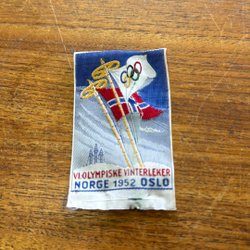 VI.OLYMPISKE VINTERLEKER
NORGE 1952 OSLO